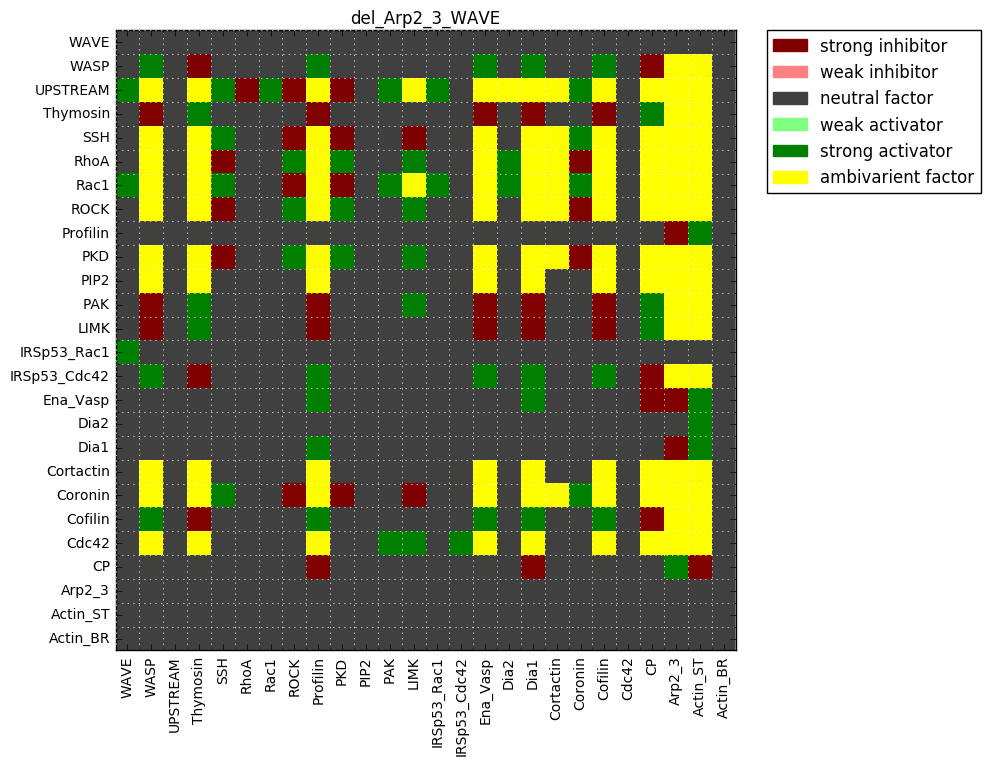 del_Arp2_3_WAVE
WAVE
WASP
UPSTREAM
Thymosin
SSH
RhoA
Rac1
ROCK
Profilin
PKD
PIP2
PAK
LIMK
IRSp53_Rac1
IRSp53_Cdc42
Ena_Vasp
Dia2
Dia1
Cortactin
Coronin
Cofilin
Cdc42
CP
Arp2_3
Actin_ST
Actin_BR
WAVE
WASP
UPSTREAM
Thymosin
SSH
RhoA
Rac1
ROCK
Profilin
PKD
PIP2
PAK
LIMK
IRSp53_Rac1
IRSp53_Cdc42
Ena_Vasp
Dia2
Dia1
Cortactin
Coronin
Cofilin
Cdc42
CP
Arp2_3
Actin_ST
Actin_BR
strong inhibitor
weak inhibitor
neutral factor
weak activator
strong activator
ambivarient factor